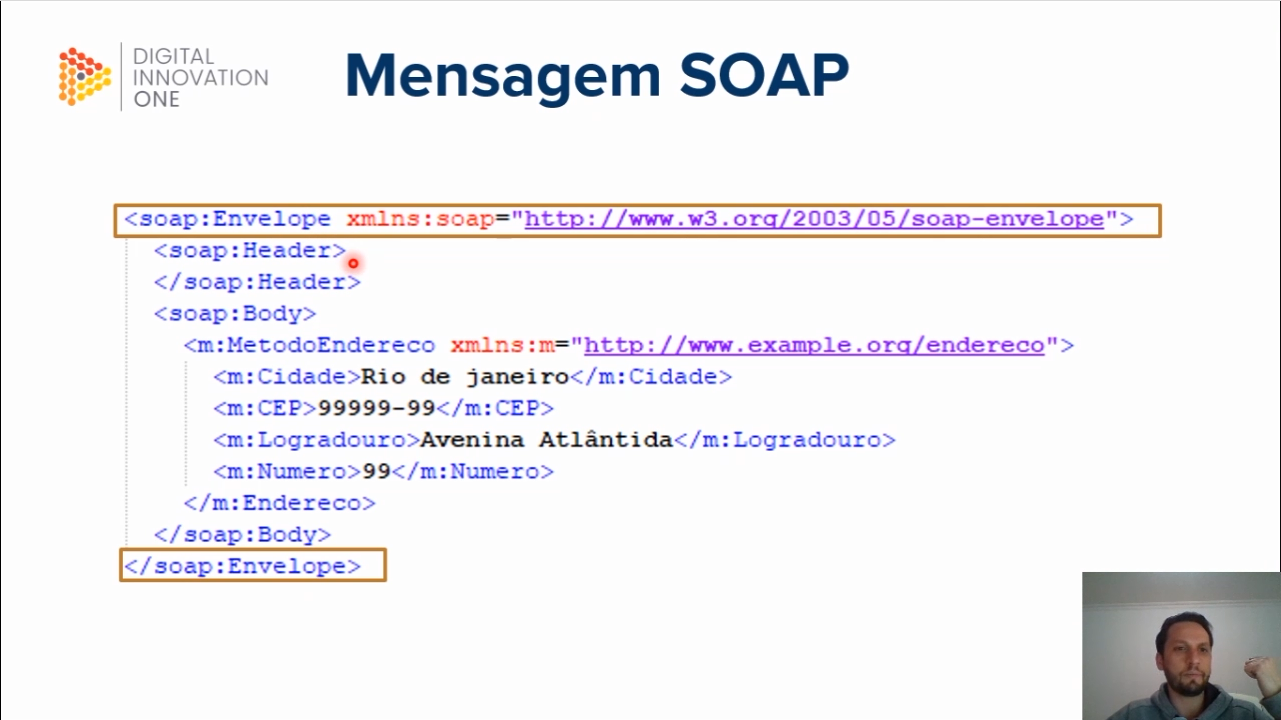 DIGITAL
INNOVATION
ONE
Mensagem SOAP
<soap:Envelope xmlns:soap="http://www.w3.org/2003/05/soap-envelope">
<soap:Header>
</soap:Header>
<soap:Body>
<m:MetodoEndereco xmlns:m="http://www.example.org/endereco">
<m:Cidade>Rio de janeiro</m:Cidade>
<m:CEP>99999-99</m:CEP>
<m:Logradouro>Avenina Atlântida</m:Logradouro>
<m:Numero>99</m:Numero>
</m:Endereco>
</soap:Body>
</soap:Envelope>